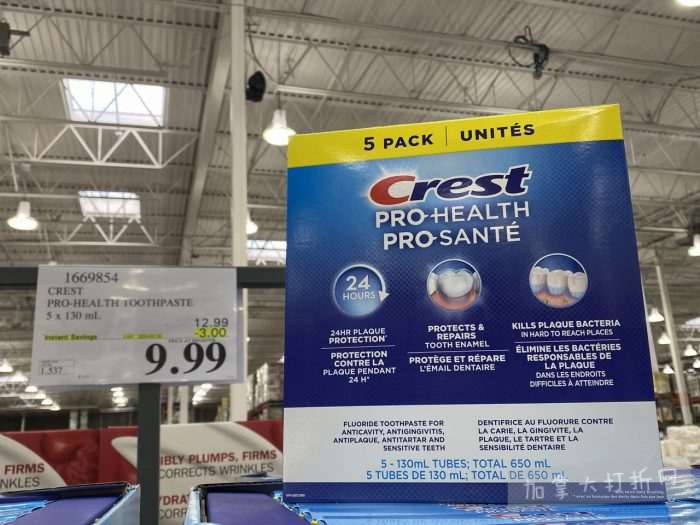 5 PACK | UNITÉS
Crest
PRO-HEALTH
PRO-SANTÉ
24
HOURS
24HR PLAQUE
PROTECTION*
PROTECTION
CONTRE LA
PLAQUE PENDANT
24 H*
PROTECTS &
REPAIRS
TOOTH ENAMEL
PROTÈGE ET RÉPARE
L'ÉMAIL DENTAIRE
KILLS PLAQUE BACTERIA
IN HARD TO REACH PLACES
ÉLIMINE LES BACTÉRIES
RESPONSABLES DE
LA PLAQUE
DANS LES ENDROITS
DIFFICILES À ATTEINDRE
FLUORIDE TOOTHPASTE FOR
ANTICAVITY, ANTIGINGIVITIS,
ANTIPLAQUE, ANTITARTAR AND
SENSITIVE TEETH
DENTIFRICE AU FLUORURE CONTRE
LA CARIE, LA GINGIVITE, LA
PLAQUE, LE TARTRE ET LA
SENSIBILITÉ DENTAIRE
5 - 130mL TUBES; TOTAL 650 mL
5 TUBES DE 130 mL; TOTAL DE 650 mL
1669854
CREST
PRO-HEALTH TOOTHPASTE
5 x 130 mL
12.99
Instant Savings
-3.00
9.99
1.537
FIRMS
WRINKLES
IBLY PLUMPS, FIRMS
CORRECTS WRINKLES
加拿大打折网